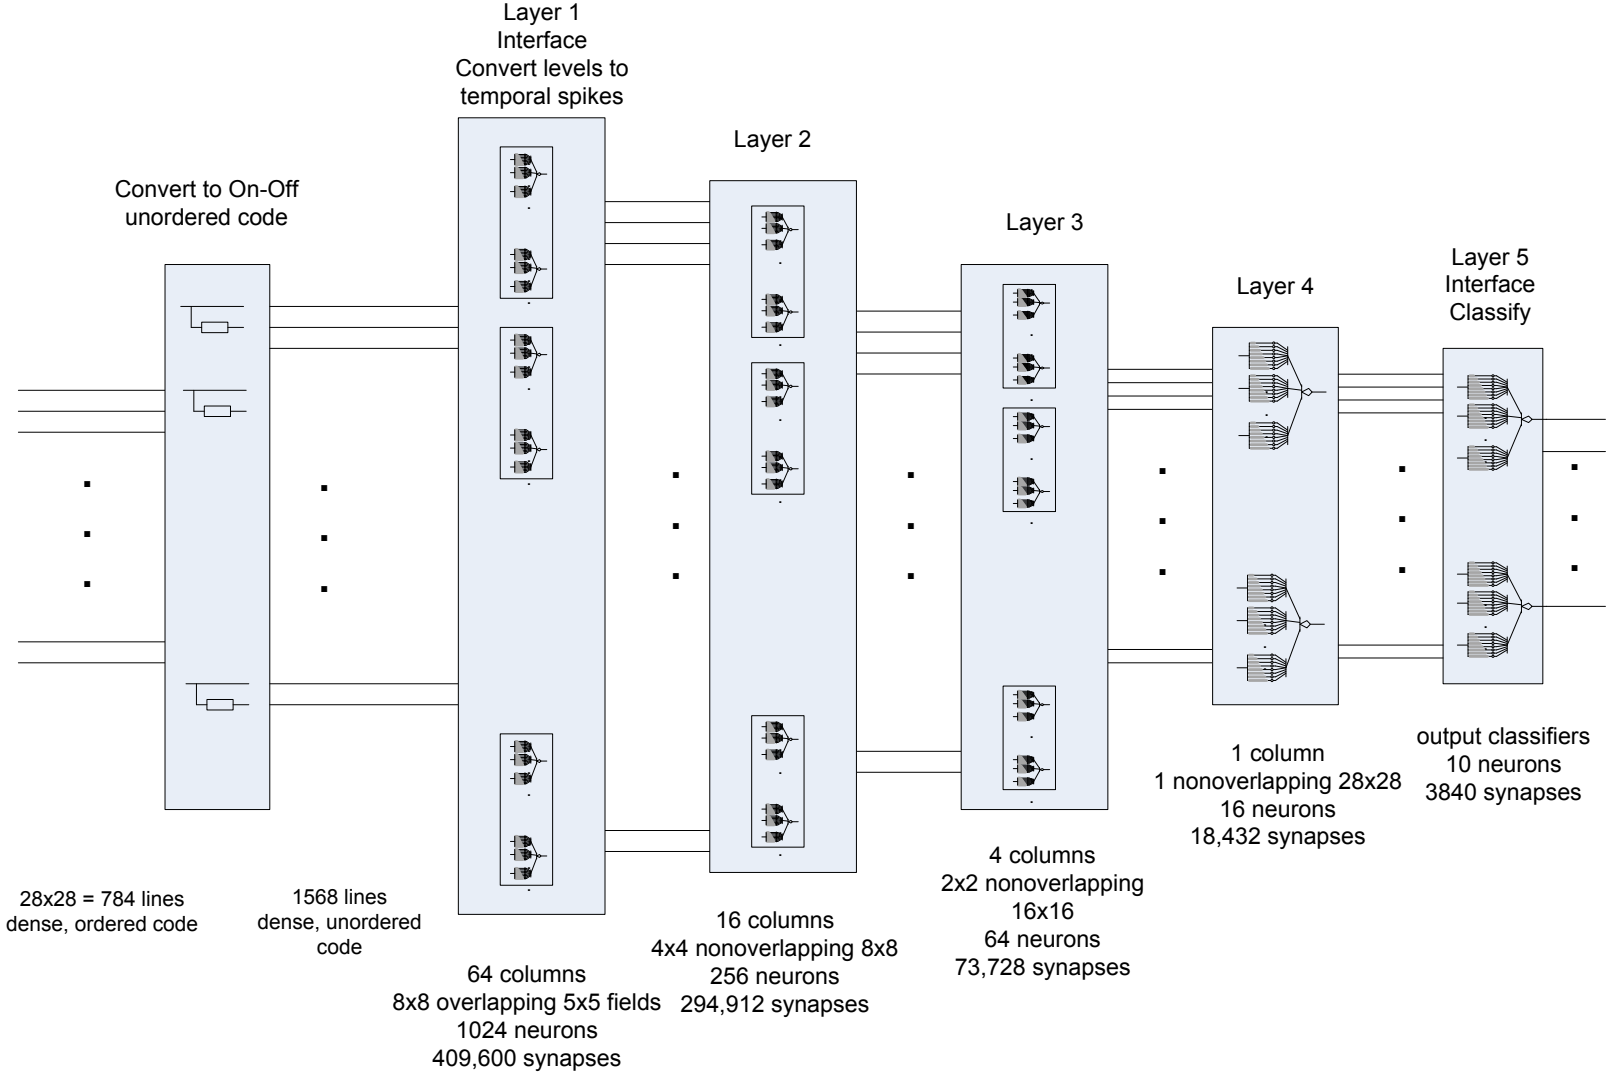 Layer 1
Interface
Convert levels to
temporal spikes
Layer 2
Convert to On-Off
unordered code
Layer 3
Layer 4
Layer 5
Interface
Classify
28x28 = 784 lines
dense, ordered code
1568 lines
dense, unordered
code
64 columns
8x8 overlapping 5x5 fields
1024 neurons
409,600 synapses
16 columns
4x4 nonoverlapping 8x8
256 neurons
294,912 synapses
4 columns
2x2 nonoverlapping
16x16
64 neurons
73,728 synapses
1 column
1 nonoverlapping 28x28
16 neurons
18,432 synapses
output classifiers
10 neurons
3840 synapses